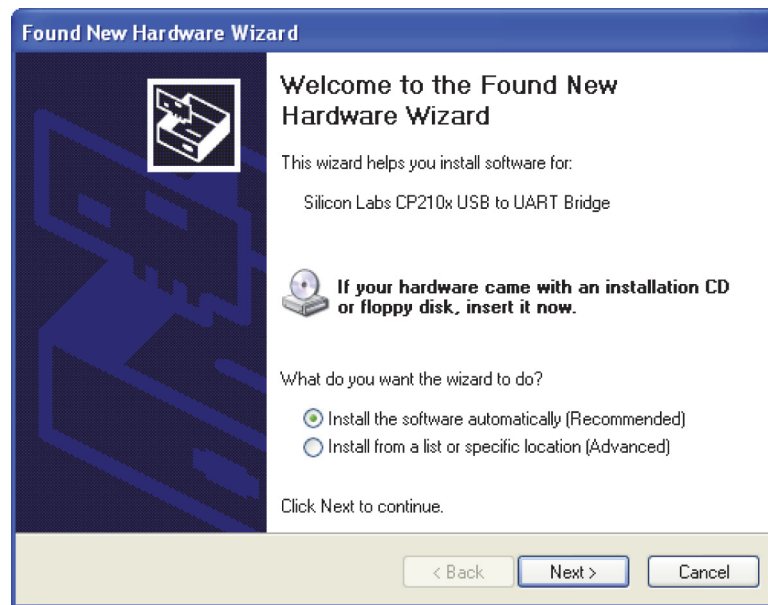 Found New Hardware Wizard
Welcome to the Found New
Hardware Wizard
This wizard helps you install software for:
Silicon Labs CP210x USB to UART Bridge
If your hardware came with an installation CD
or floppy disk, insert it now.
What do you want the wizard to do?
Install the software automatically (Recommended)
Install from a list or specific location (Advanced)
Click Next to continue.
< Back Next > Cancel